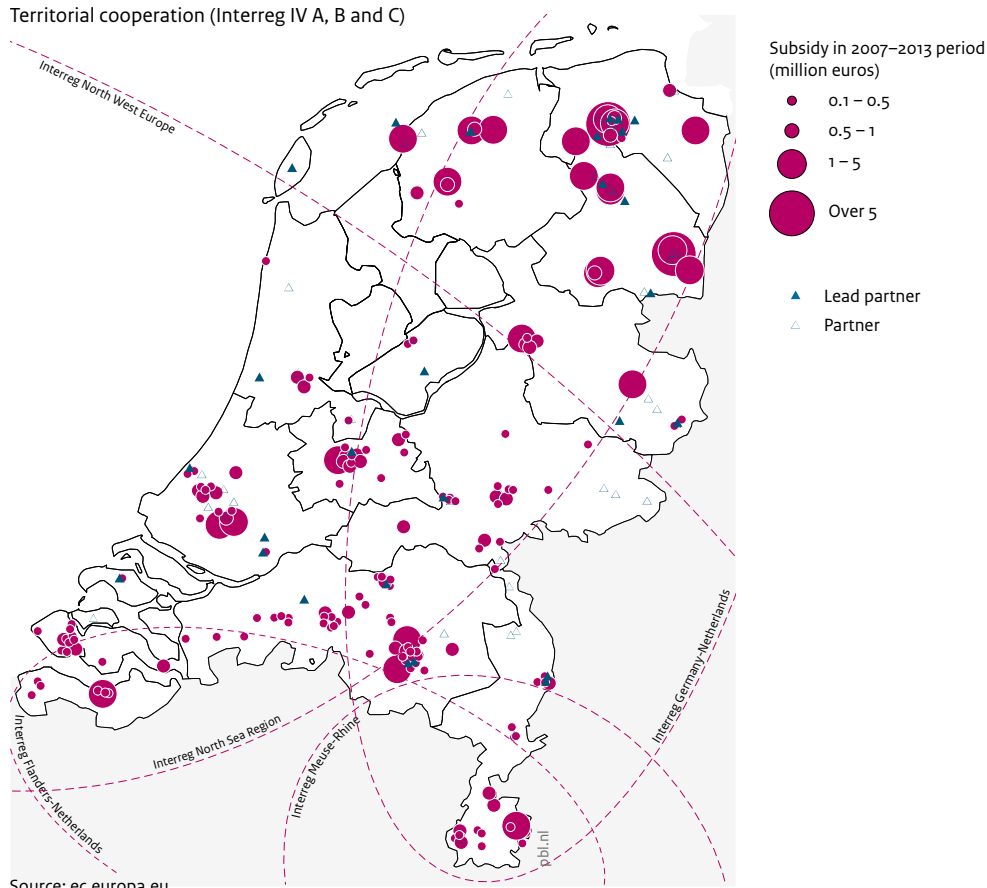 Territorial cooperation (Interreg IV A, B and C)
Subsidy in 2007–2013 period
(million euros)
0.1 – 0.5
0.5 – 1
1 – 5
Over 5
Lead partner
Partner
Interreg North West Europe
Interreg Germany-Netherlands
Interreg North Sea Region
Interreg Meuse-Rhine
Interreg Flanders-Netherlands
pbl.nl
Source: ec.europa.eu